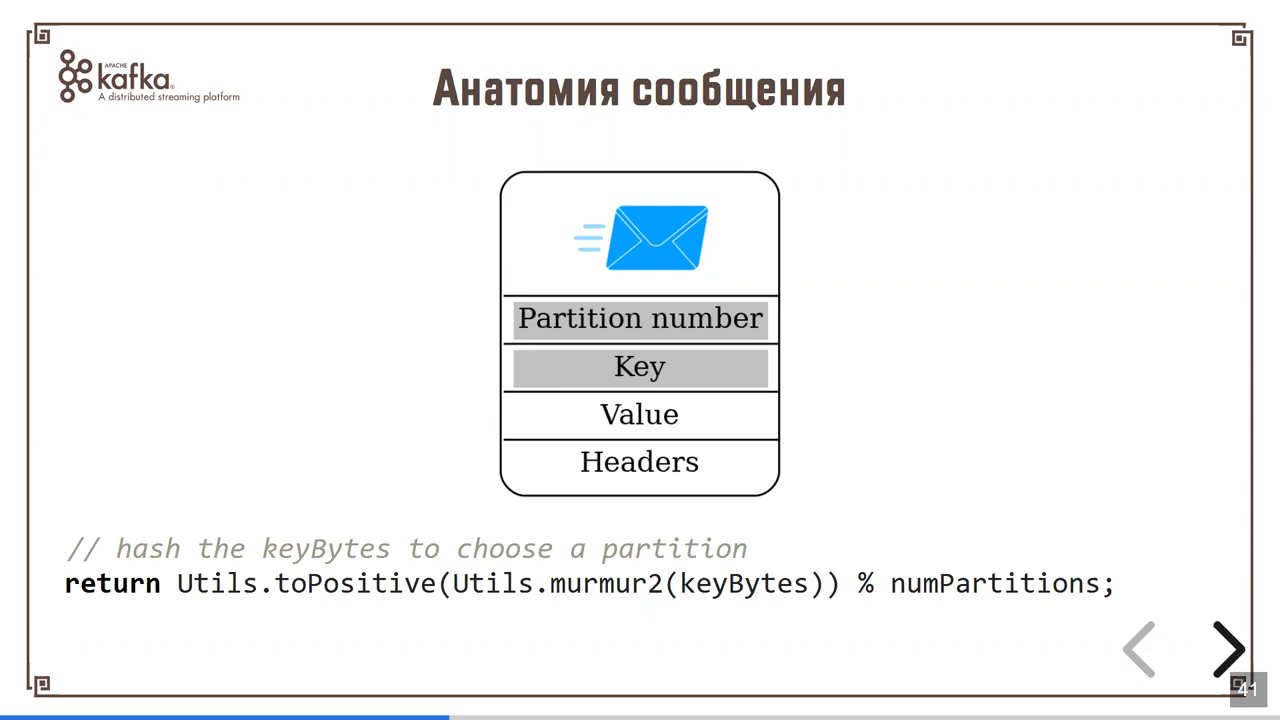 APACHE
kafka®
A distributed streaming platform
Анатомия сообщения
Partition number
Key
Value
Headers
// hash the keyBytes to choose a partition
return Utils.toPositive(Utils.murmur2(keyBytes)) % numPartitions;
41